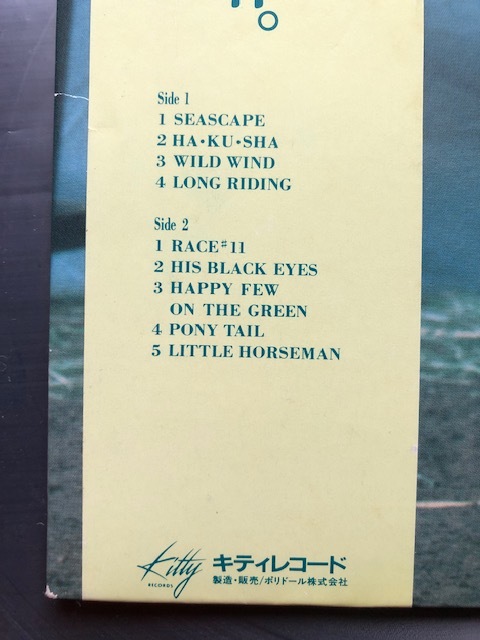 Side 1
1 SEASCAPE
2 HA•KU•SHA
3 WILD WIND
4 LONG RIDING
Side 2
1 RACE♯11
2 HIS BLACK EYES
3 HAPPY FEW
ON THE GREEN
4 PONY TAIL
5 LITTLE HORSEMAN
Kitty キティレコード
RECORDS 製造・販売/ポリドール株式会社